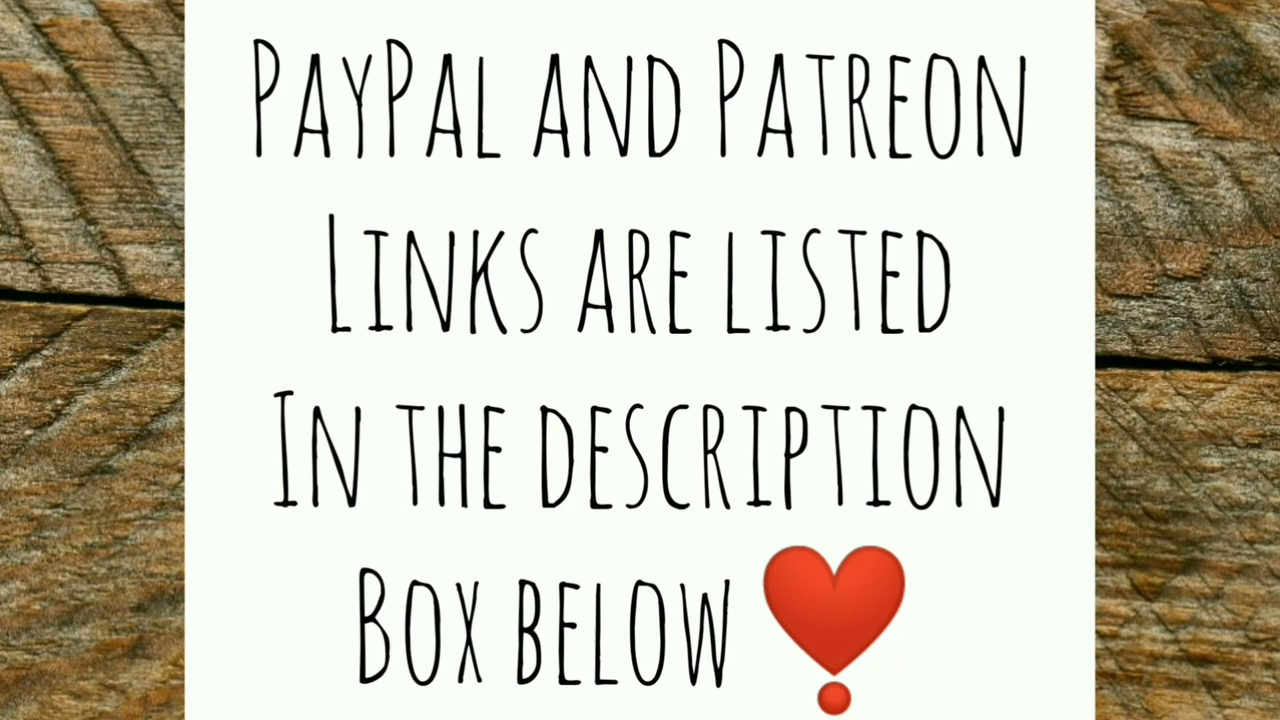 PayPal and Patreon
Links are listed
In the description
Box below ❣